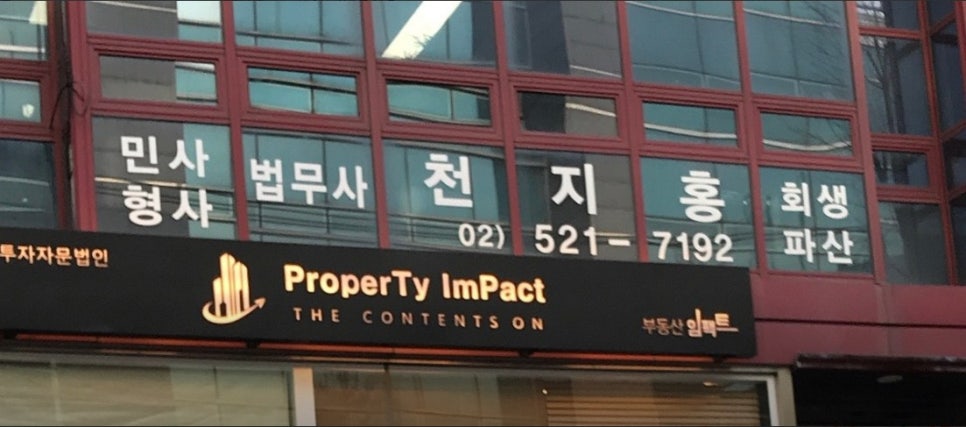 민사 법무사 천지홍 회생
형사 02) 521-7192 파산
투자자문법인
ProperTy ImPact
THE CONTENTS ON
부동산 임팩트